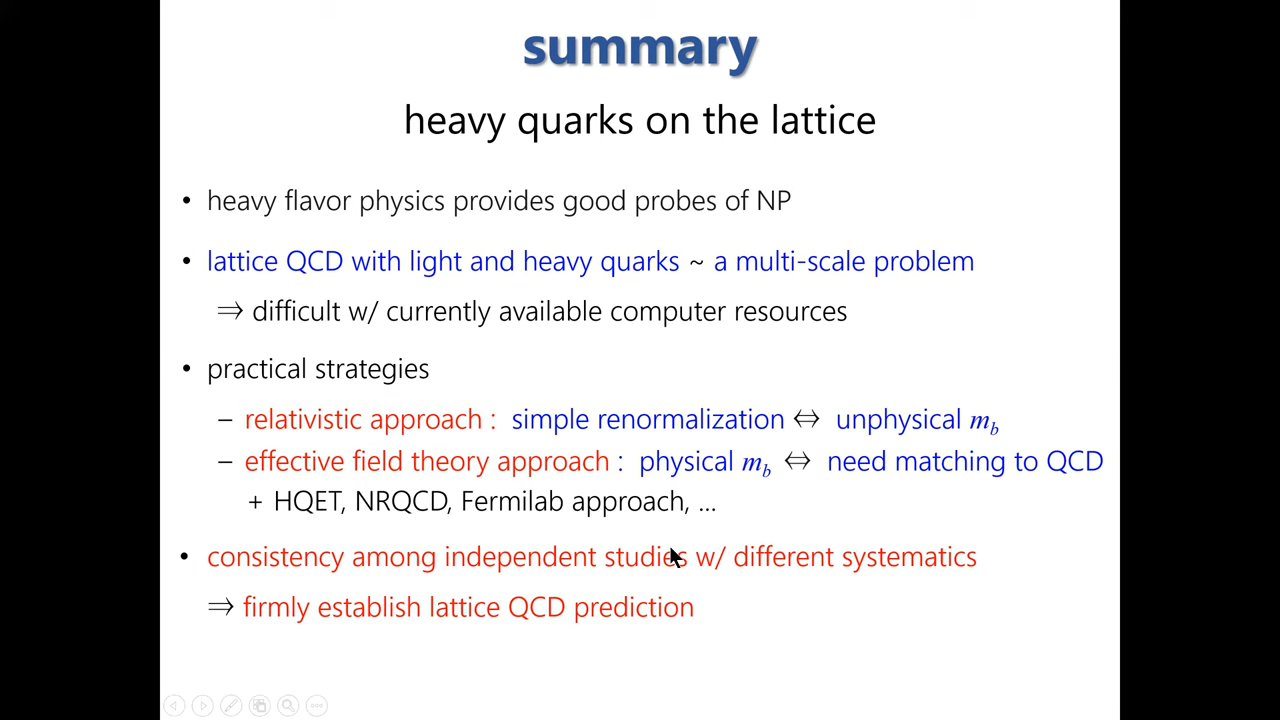 summary
heavy quarks on the lattice
• heavy flavor physics provides good probes of NP
• lattice QCD with light and heavy quarks ~ a multi-scale problem
⇒ difficult w/ currently available computer resources
• practical strategies
– relativistic approach : simple renormalization ⇔ unphysical m_b
– effective field theory approach : physical m_b ⇔ need matching to QCD
+ HQET, NRQCD, Fermilab approach, ...
• consistency among independent studies w/ different systematics
⇒ firmly establish lattice QCD prediction